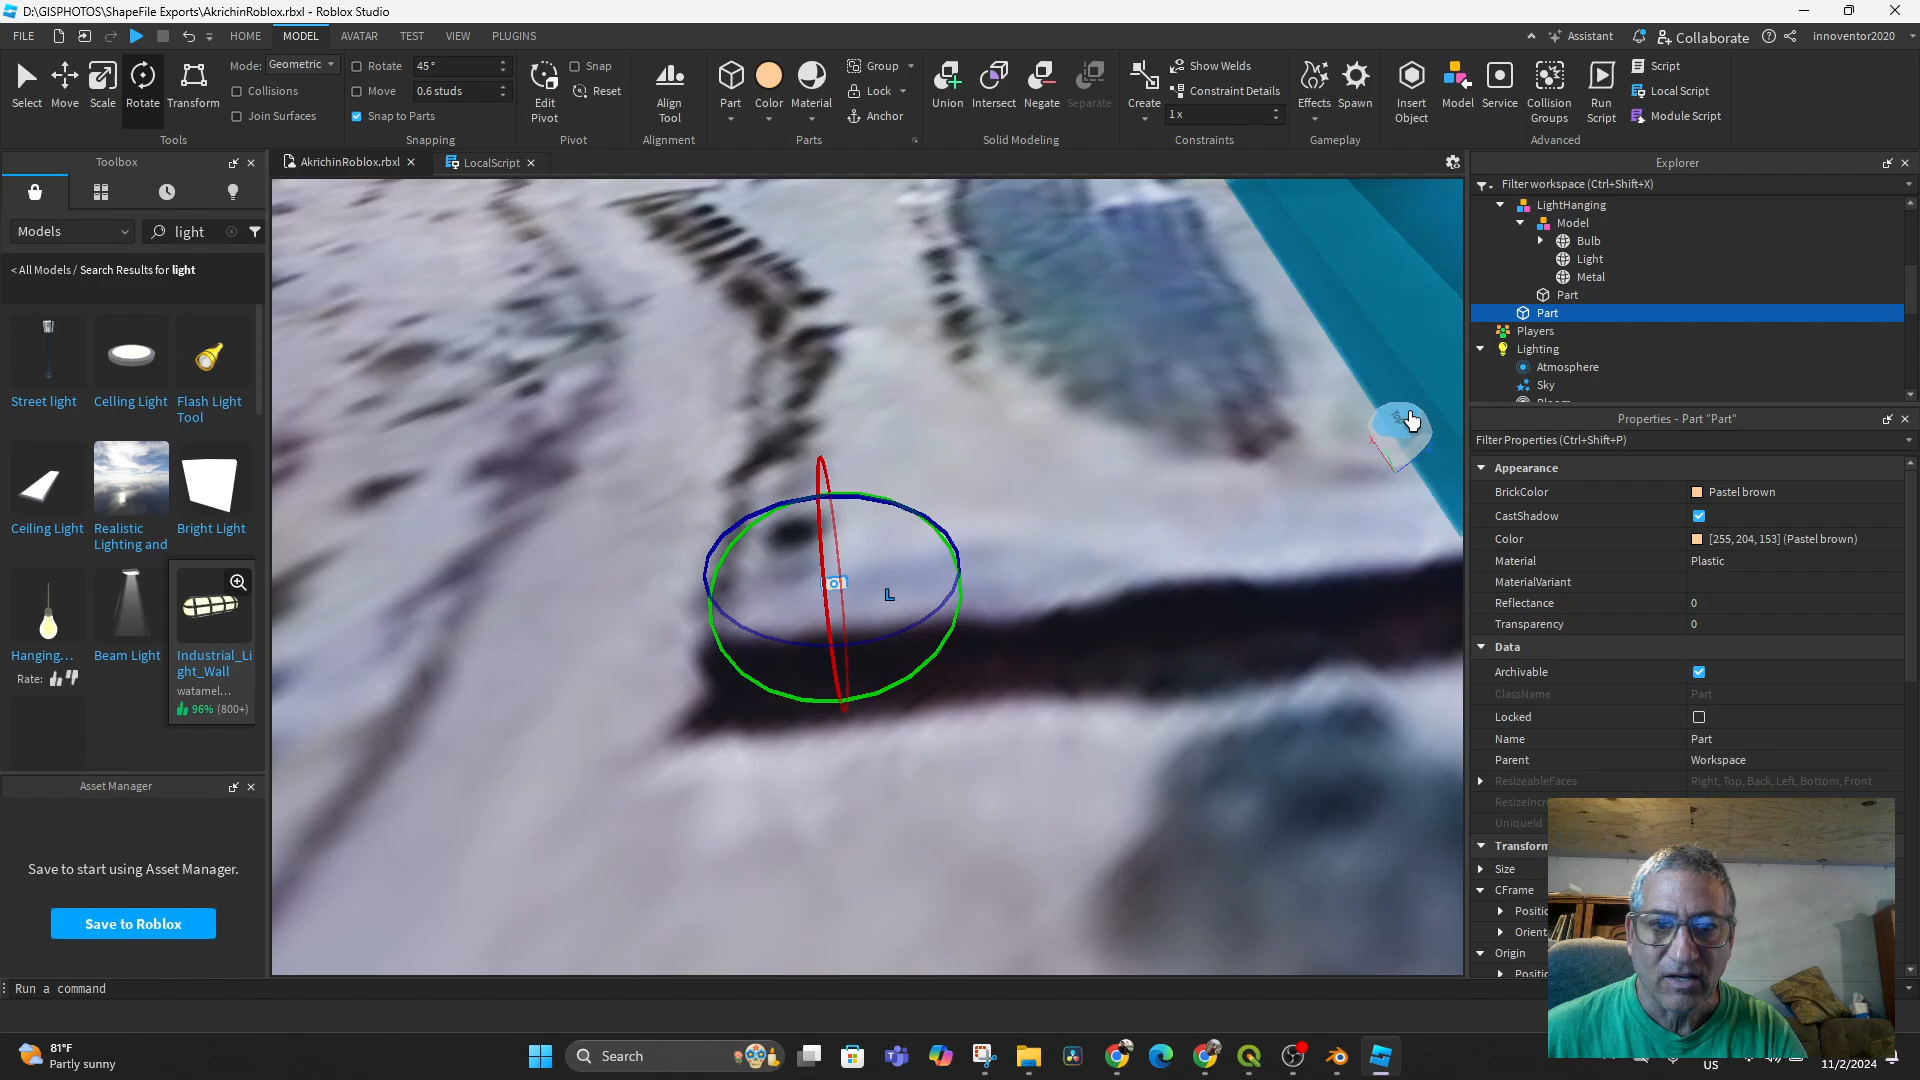 D:\GISPHOTOS\ShapeFile Exports\AkrichinRoblox.rbxl - Roblox Studio
FILE HOME MODEL AVATAR TEST VIEW PLUGINS Assistant Collaborate innoventor2020
Select Move Scale Rotate Transform
Mode: Geometric
Collisions
Join Surfaces
Tools
Rotate 45°
Move 0.6 studs
Snap to Parts
Snapping
Edit Pivot
Snap
Reset
Pivot
Align Tool
Alignment
Part Color Material
Group
Lock
Anchor
Parts
Union Intersect Negate Separate
Solid Modeling
Create
Show Welds
Constraint Details
1 x
Constraints
Effects Spawn
Gameplay
Insert Object Model Service Collision Groups Run Script
Script
Local Script
Module Script
Advanced
Toolbox
AkrichinRoblox.rbxl LocalScript
Models light
< All Models / Search Results for light
Street light Celling Light Flash Light Tool
Ceiling Light Realistic Lighting and Bright Light
Hanging... Beam Light Industrial_Light_Wall
Rate:
watamel...
96% (800+)
Asset Manager
Save to start using Asset Manager.
Save to Roblox
Run a command
L
Explorer
Filter workspace (Ctrl+Shift+X)
LightHanging
Model
Bulb
Light
Metal
Part
Part
Players
Lighting
Atmosphere
Sky
Properties - Part "Part"
Filter Properties (Ctrl+Shift+P)
Appearance
BrickColor Pastel brown
CastShadow
Color [255, 204, 153] (Pastel brown)
Material Plastic
MaterialVariant
Reflectance 0
Transparency 0
Data
Archivable
ClassName Part
Locked
Name Part
Parent Workspace
ResizeableFaces Right, Top, Back, Left, Bottom, Front
UniqueId
Size
CFrame
Origin
81°F
Partly sunny
Search
US
11/2/2024